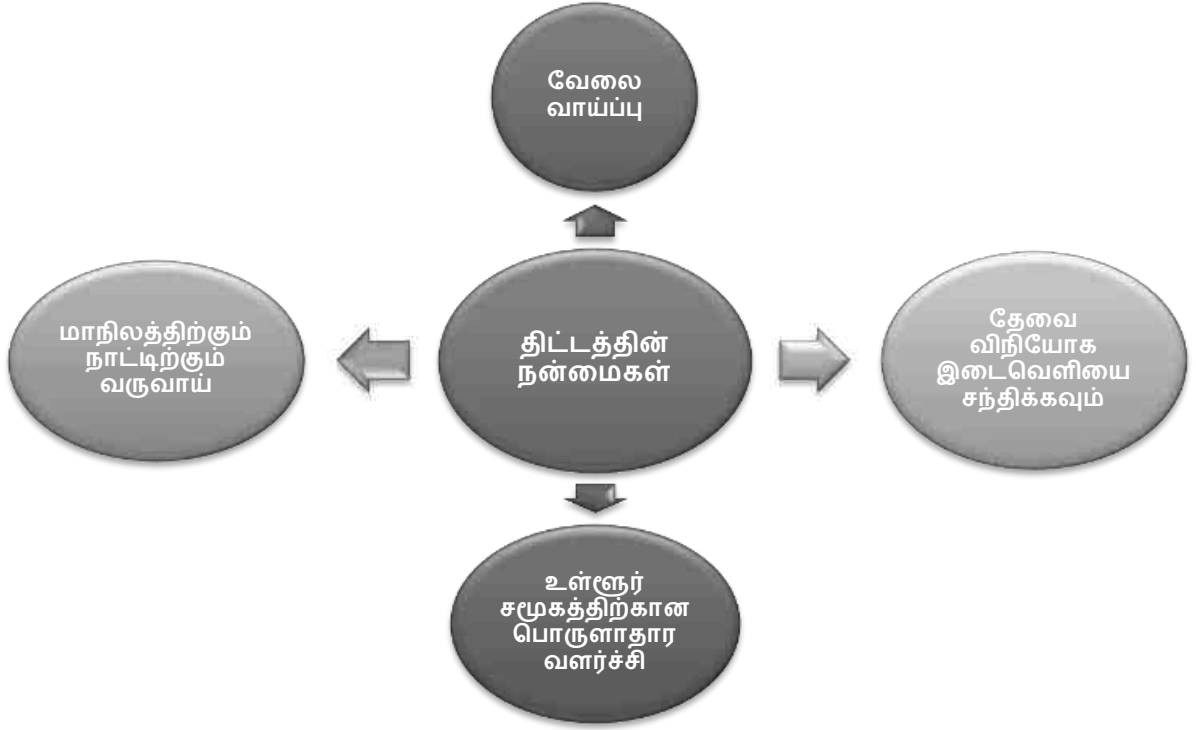 வேலை
வாய்ப்பு
மாநிலத்திற்கும்
நாட்டிற்கும்
வருவாய்
திட்டத்தின்
நன்மைகள்
தேவை
விநியோக
இடைவெளியை
சந்திக்கவும்
உள்ளூர்
சமூகத்திற்கான
பொருளாதார
வளர்ச்சி